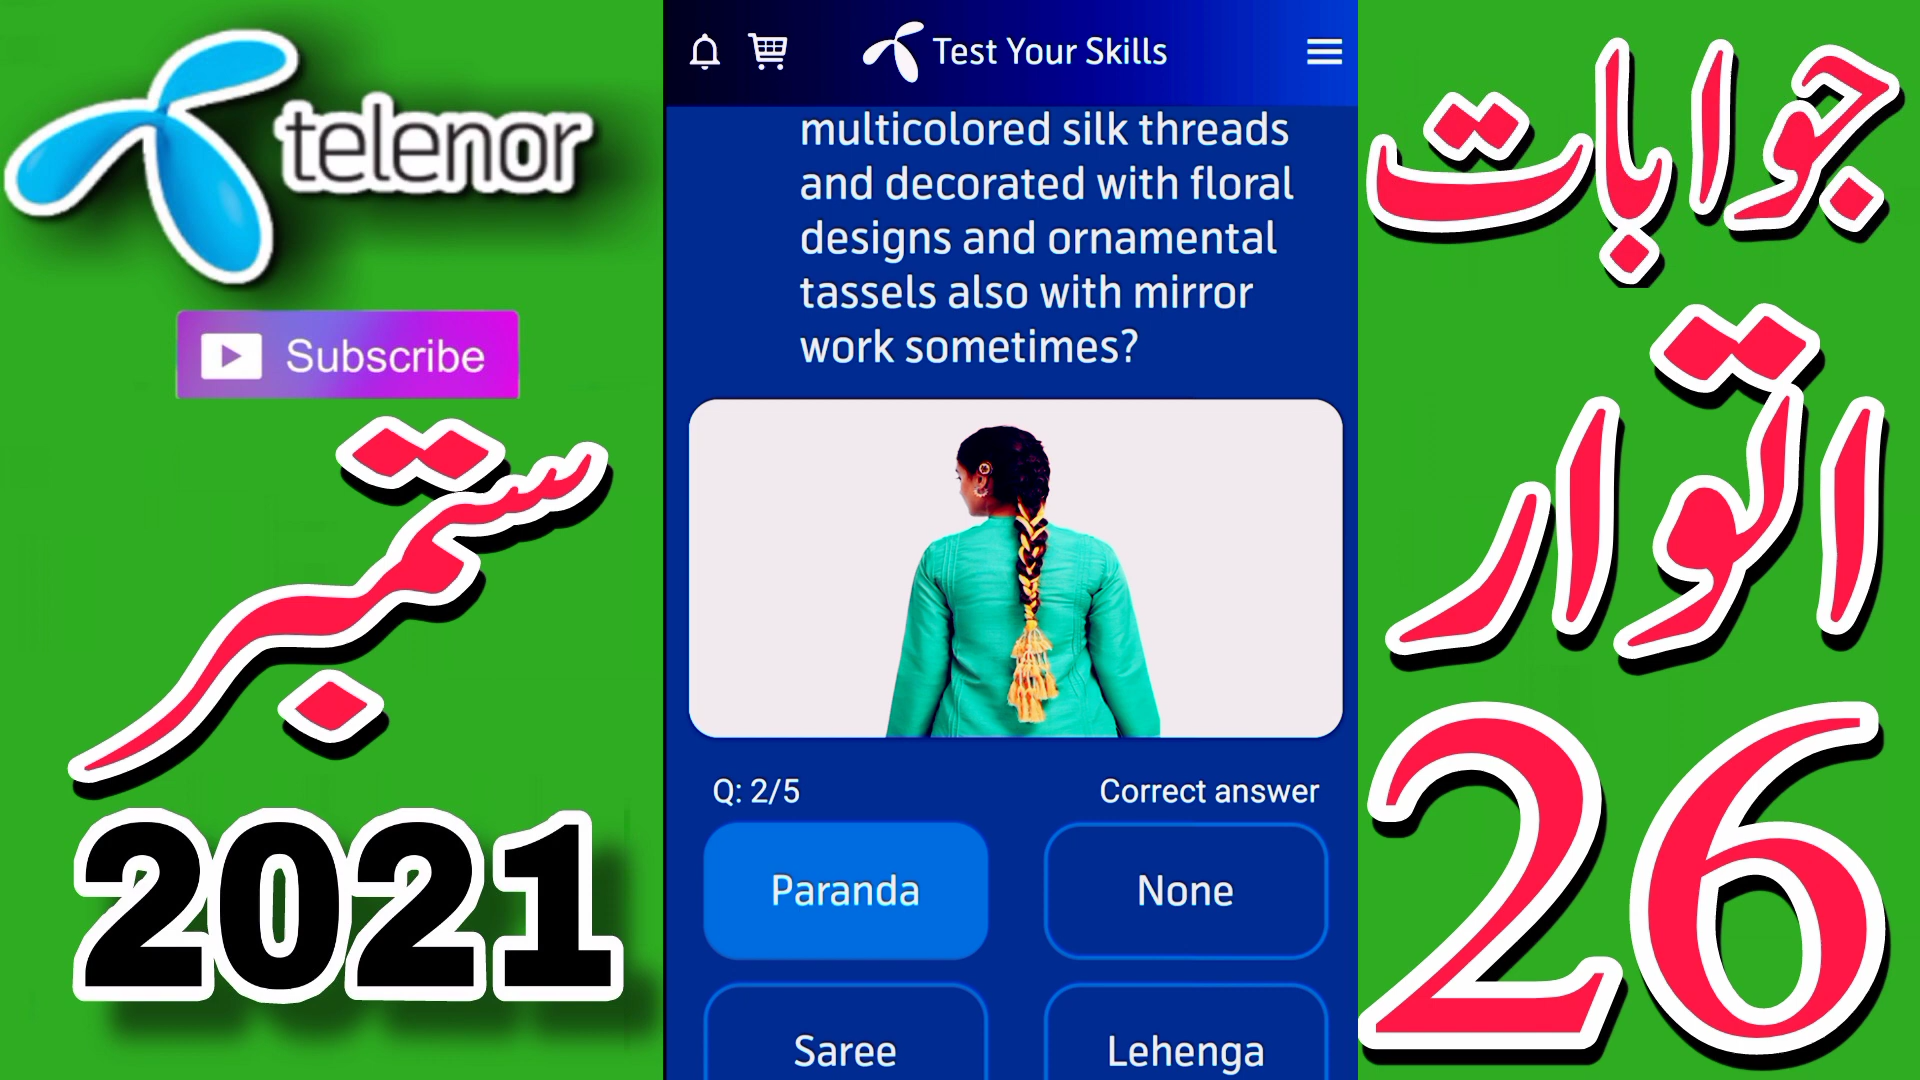 telenor
Subscribe
ستمبر
2021
Test Your Skills
multicolored silk threads
and decorated with floral
designs and ornamental
tassels also with mirror
work sometimes?
Q: 2/5
Correct answer
Paranda
None
Saree
Lehenga
جوابات
اتوار
26